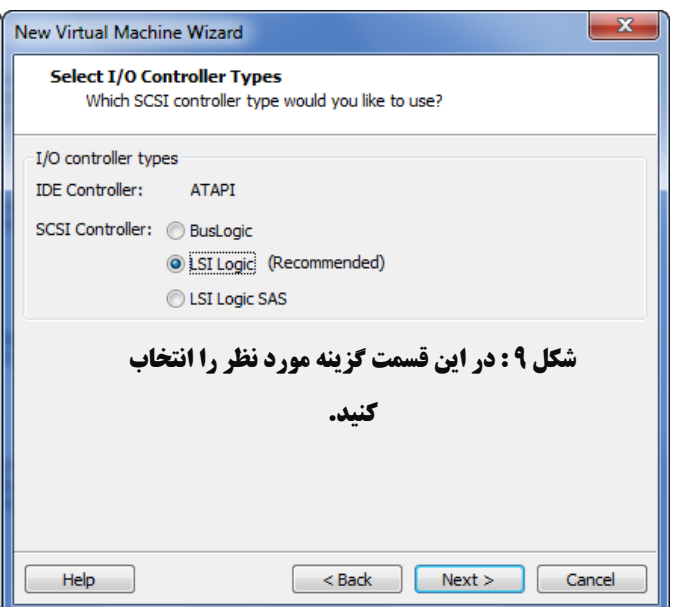 New Virtual Machine Wizard
x
Select I/O Controller Types
Which SCSI controller type would you like to use?
I/O controller types
IDE Controller: ATAPI
SCSI Controller: BusLogic
LSI Logic (Recommended)
LSI Logic SAS
شکل ۹ : در این قسمت گزینه مورد نظر را انتخاب
کنید.
Help < Back Next > Cancel